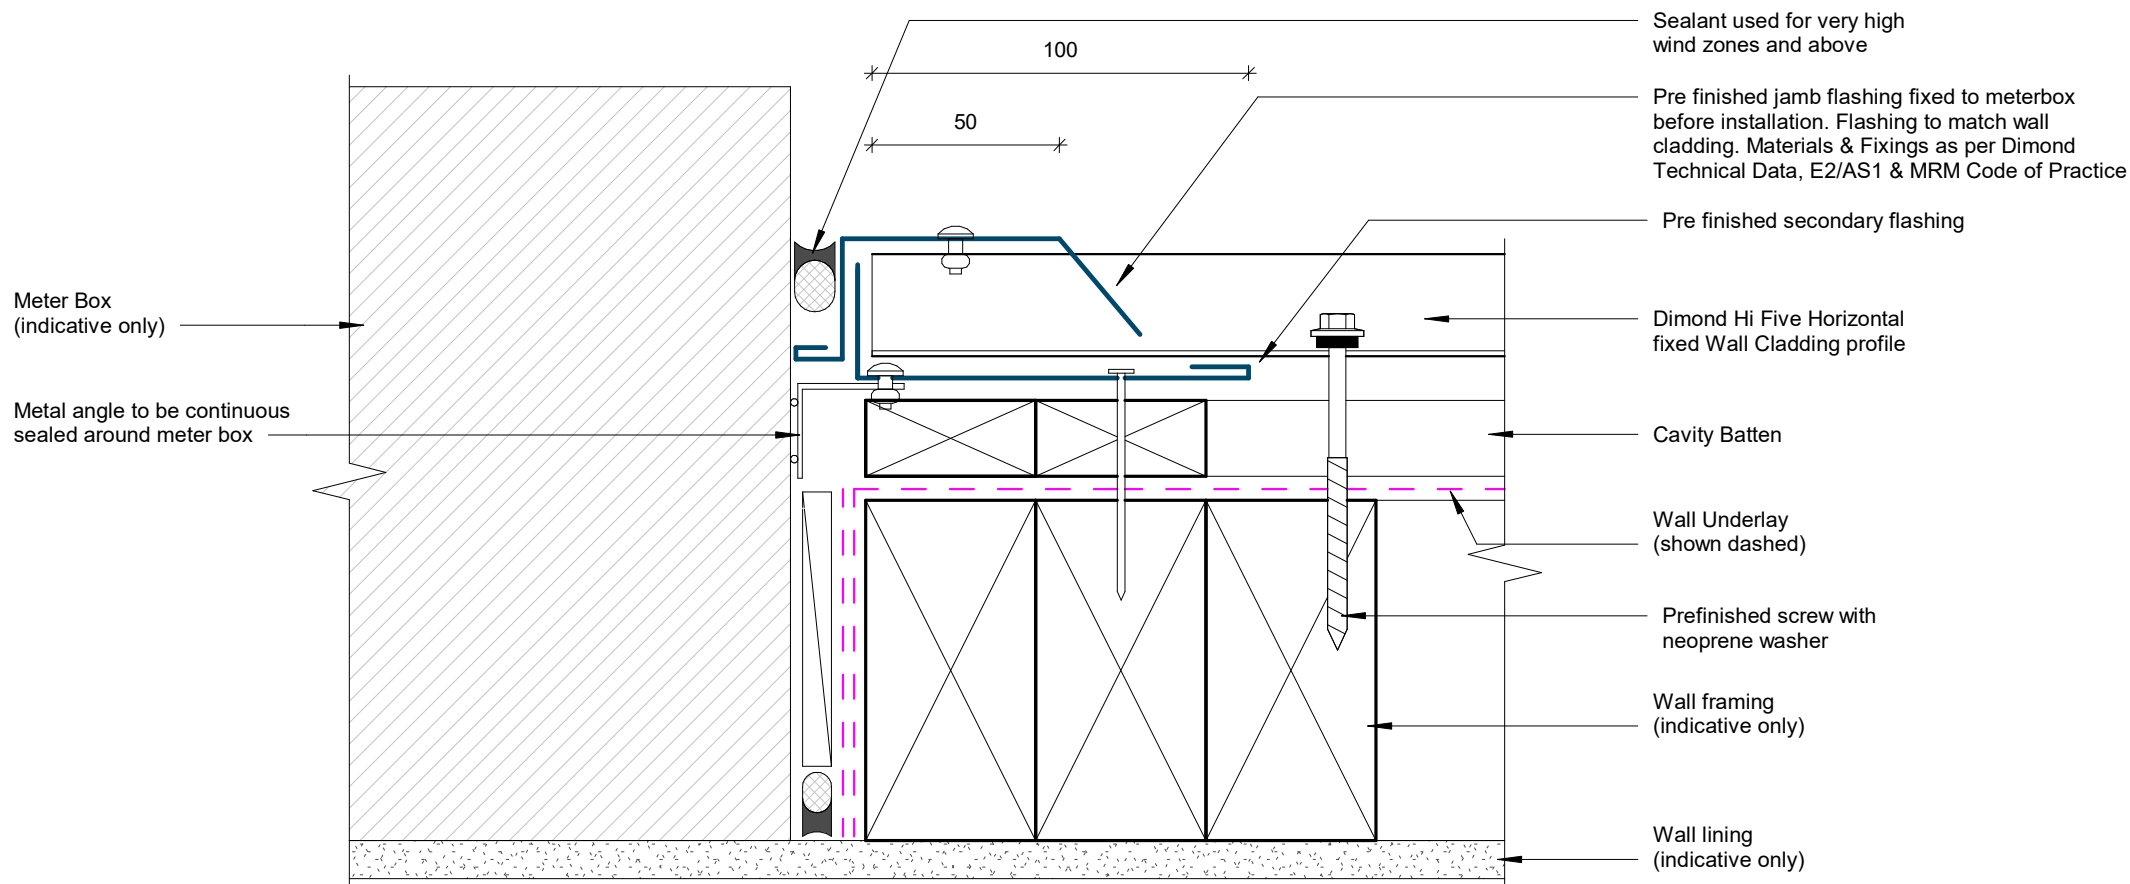 Sealant used for very high
wind zones and above
100
Pre finished jamb flashing fixed to meterbox
before installation. Flashing to match wall
cladding. Materials & Fixings as per Dimond
Technical Data, E2/AS1 & MRM Code of Practice
50
Pre finished secondary flashing
Meter Box
(indicative only)
Dimond Hi Five Horizontal
fixed Wall Cladding profile
Metal angle to be continuous
sealed around meter box
Cavity Batten
Wall Underlay
(shown dashed)
Prefinished screw with
neoprene washer
Wall framing
(indicative only)
Wall lining
(indicative only)